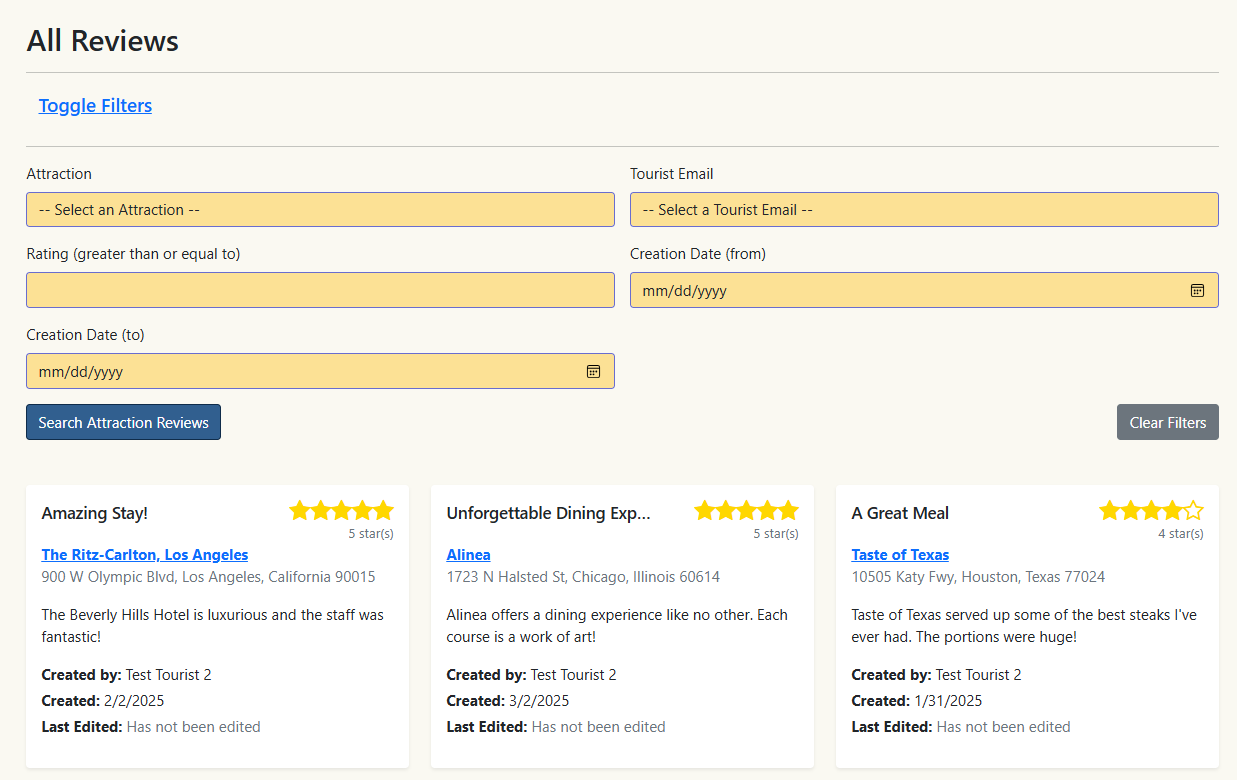 All Reviews
Toggle Filters
Attraction
Tourist Email
-- Select an Attraction --
-- Select a Tourist Email --
Rating (greater than or equal to)
Creation Date (from)
mm/dd/yyyy
Creation Date (to)
mm/dd/yyyy
Search Attraction Reviews
Clear Filters
Amazing Stay!
5 star(s)
The Ritz-Carlton, Los Angeles
900 W Olympic Blvd, Los Angeles, California 90015
The Beverly Hills Hotel is luxurious and the staff was
fantastic!
Created by: Test Tourist 2
Created: 2/2/2025
Last Edited: Has not been edited
Unforgettable Dining Exp...
5 star(s)
Alinea
1723 N Halsted St, Chicago, Illinois 60614
Alinea offers a dining experience like no other. Each
course is a work of art!
Created by: Test Tourist 2
Created: 3/2/2025
Last Edited: Has not been edited
A Great Meal
4 star(s)
Taste of Texas
10505 Katy Fwy, Houston, Texas 77024
Taste of Texas served up some of the best steaks I've
ever had. The portions were huge!
Created by: Test Tourist 2
Created: 1/31/2025
Last Edited: Has not been edited